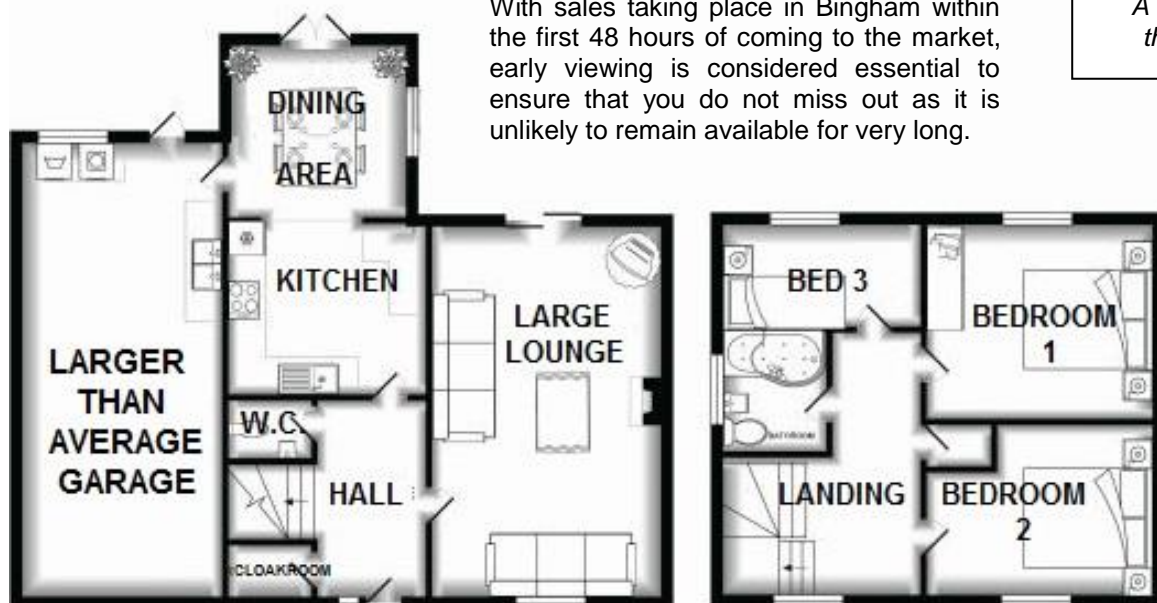 With sales taking place in Bingham within
the first 48 hours of coming to the market,
early viewing is considered essential to
ensure that you do not miss out as it is
unlikely to remain available for very long.
A
th
DINING
AREA
KITCHEN
LARGE
LOUNGE
LARGER
THAN
AVERAGE
GARAGE
W.C.
HALL
CLOAKROOM
BED 3
BEDROOM
1
BATHROOM
LANDING
BEDROOM
2